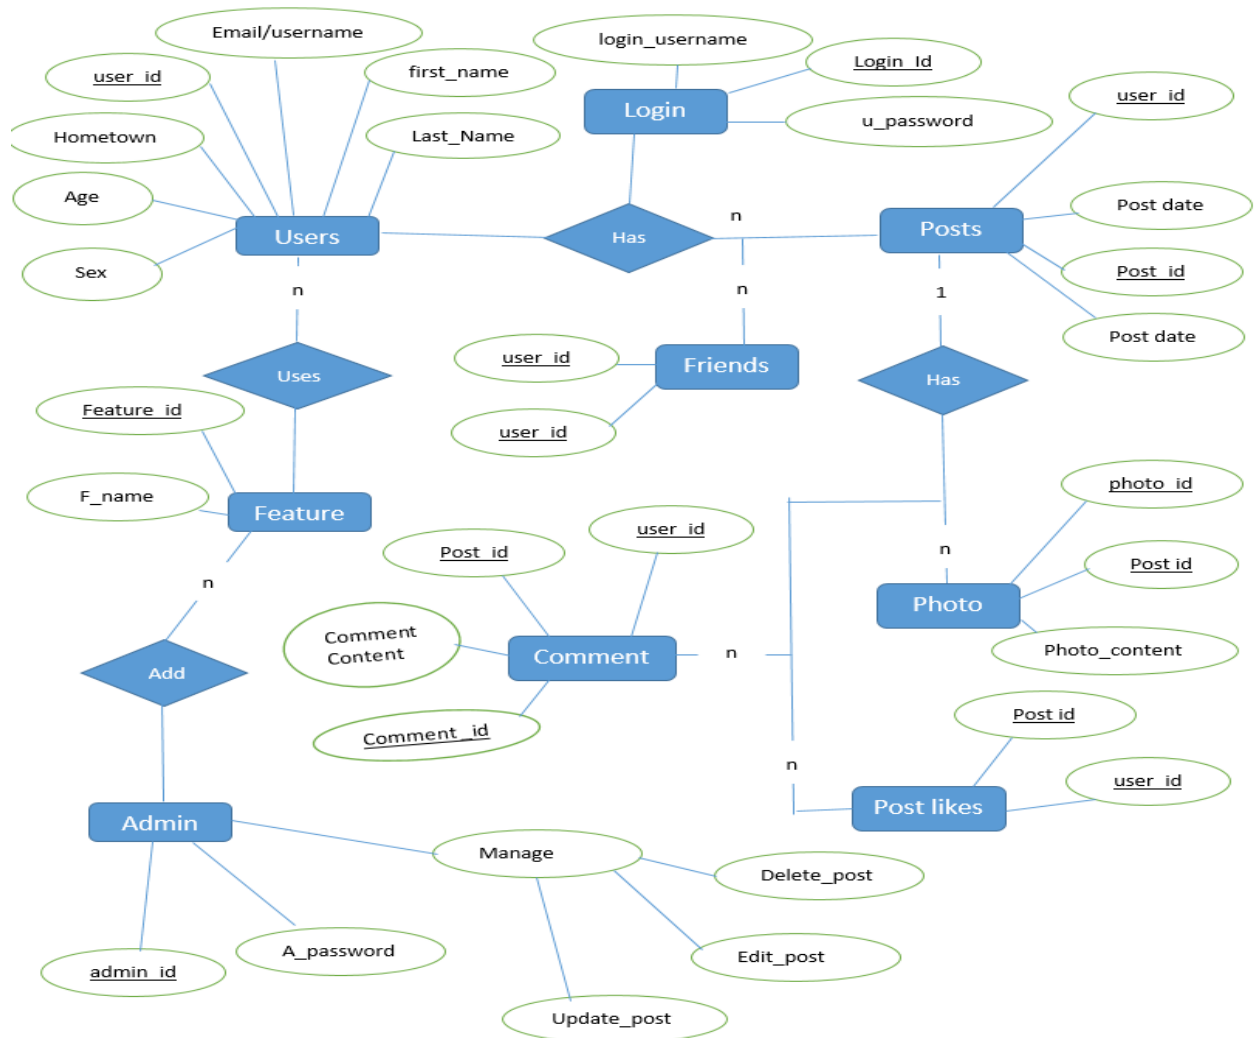 Email/username
login_username
user_id
first_name
Login_Id
user_id
Login
Hometown
Last_Name
u_password
Age
Post date
n
Users
Has
Posts
Sex
Post_id
n
n
1
Post date
user_id
Friends
Uses
Has
Feature_id
user_id
photo_id
F_name
Feature
user_id
Post_id
n
Post id
n
Photo
Comment
Content
Comment
n
Photo_content
Add
Post id
Comment_id
n
user_id
Post likes
Admin
Manage
Delete_post
A_password
Edit_post
admin_id
Update_post